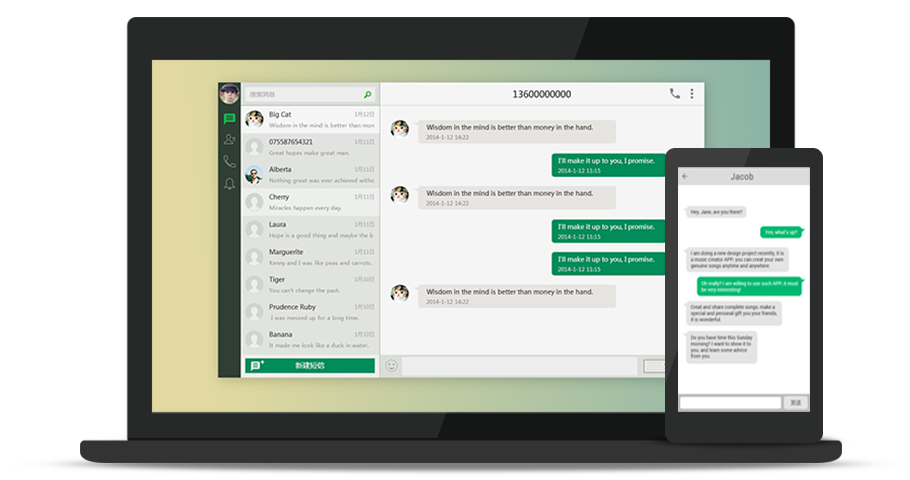 搜索消息
Big Cat
1月12日
Wisdom in the mind is better than mon
075587654321
1月11日
Great hopes make great man.
Alberta
1月11日
Nothing great was ever achieved witho
Cherry
1月11日
Miracles happen every day.
Laura
1月11日
Hope is a good thing and maybe the b
Marguerite
1月11日
Kenny and I was like peas and carrots.
Tiger
1月10日
You can't change the past.
Prudence Ruby
1月10日
I was messed up for a long time.
Banana
1月10日
It made me look like a duck in water.
新建短信
13600000000
Wisdom in the mind is better than money in the hand.
2014-1-12 14:22
I'll make it up to you, I promise.
2014-1-12 11:15
Wisdom in the mind is better than money in the hand.
2014-1-12 14:22
I'll make it up to you, I promise.
2014-1-12 11:15
I'll make it up to you, I promise.
2014-1-12 11:15
Wisdom in the mind is better than money in the hand.
2014-1-12 14:22
Jacob
Hey, Jane, are you there?
Yes, what's up?
I am doing a new design project recently, it is
a music creator APP, you can create your own
genuine songs anytime and anywhere
Oh really? I am willing to use such APP, it must
be very interesting!
Great and share complete songs, make a
special and personal gift you your friends,
it is wonderful.
Do you have time this Sunday
morning? I want to show it to
you, and learn some advice
from you.
发送